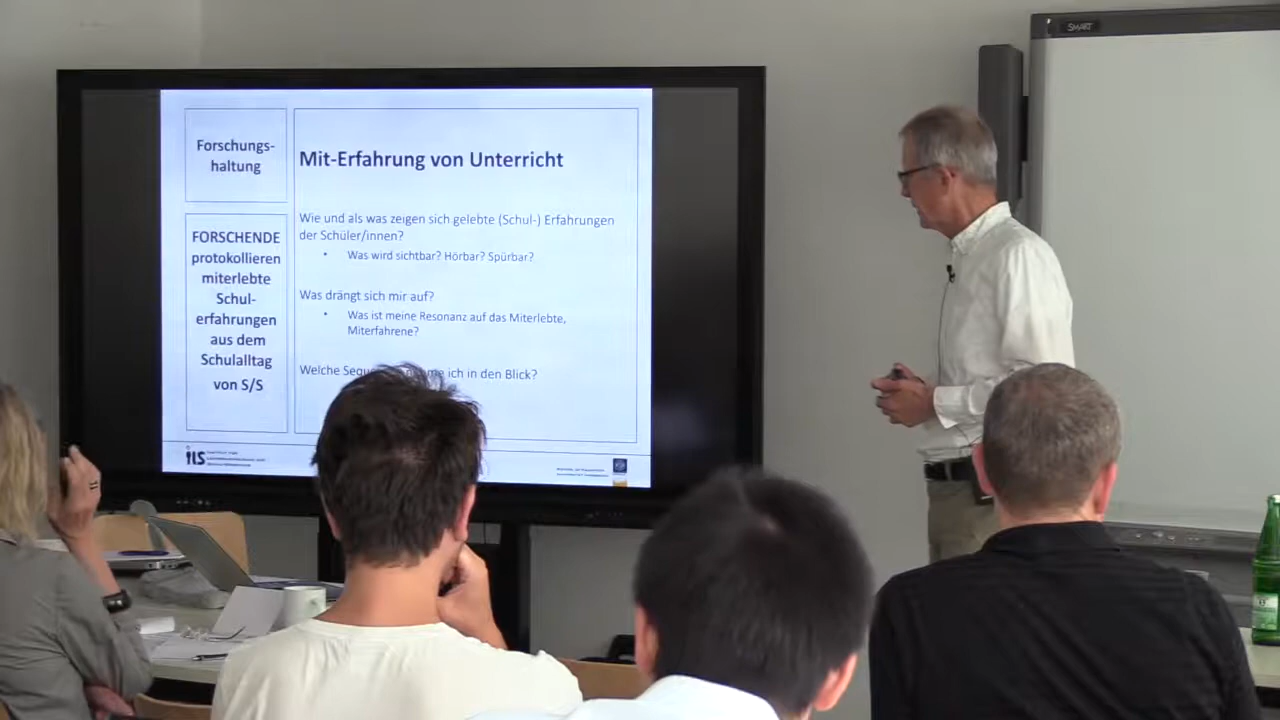 SMART
Forschungs-
haltung
Mit-Erfahrung von Unterricht
FORSCHENDE
protokollieren
miterlebte
Schul-
erfahrungen
aus dem
Schulalltag
von S/S
Wie und als was zeigen sich gelebte (Schul-) Erfahrungen
der Schüler/innen?
• Was wird sichtbar? Hörbar? Spürbar?
Was drängt sich mir auf?
• Was ist meine Resonanz auf das Miterlebte,
Miterfahrene?
Welche ich in den Blick?
iLS